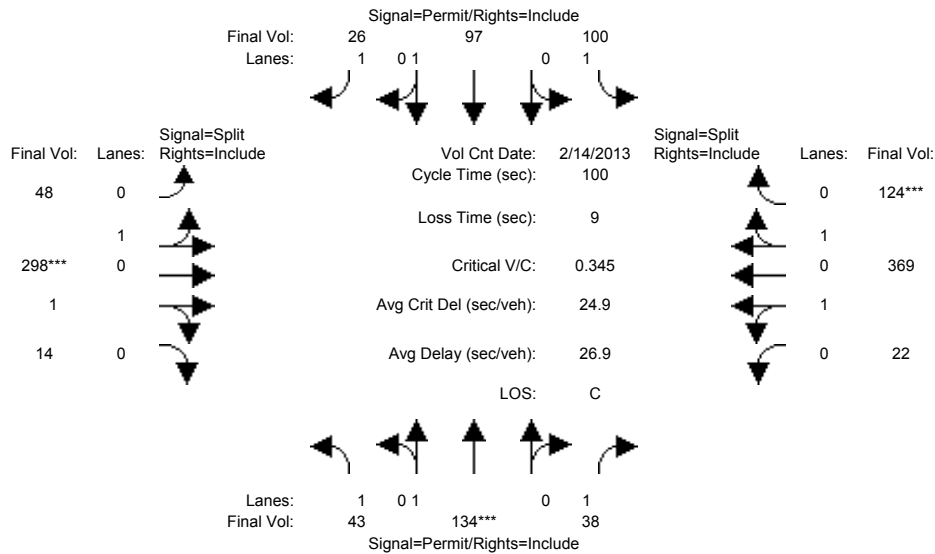 Signal=Permit/Rights=Include
Final Vol: 26 97 100
Lanes: 1 0 1 0 1
Signal=Split
Final Vol: Lanes: Rights=Include
Vol Cnt Date: 2/14/2013
Signal=Split
Rights=Include Lanes: Final Vol:
Cycle Time (sec): 100
48 0
0 124***
Loss Time (sec): 9
1
1
298*** 0
Critical V/C: 0.345
0 369
1
Avg Crit Del (sec/veh): 24.9
1
14 0
Avg Delay (sec/veh): 26.9
0 22
LOS: C
Lanes: 1 0 1 0 1
Final Vol: 43 134*** 38
Signal=Permit/Rights=Include